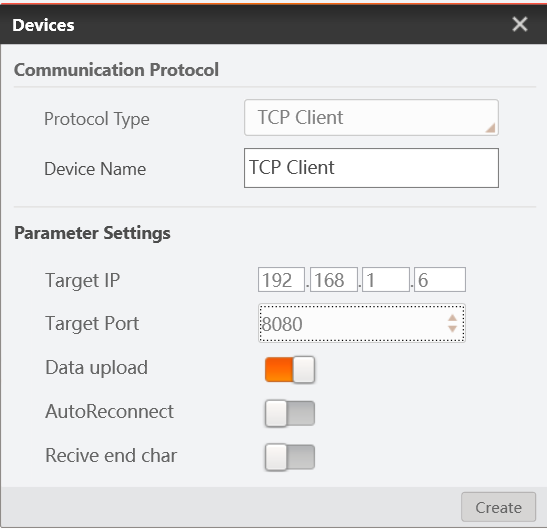 Devices
Communication Protocol
Protocol Type TCP Client
Device Name TCP Client
Parameter Settings
Target IP 192.168.1.6
Target Port 8080
Data upload
AutoReconnect
Recive end char
Create